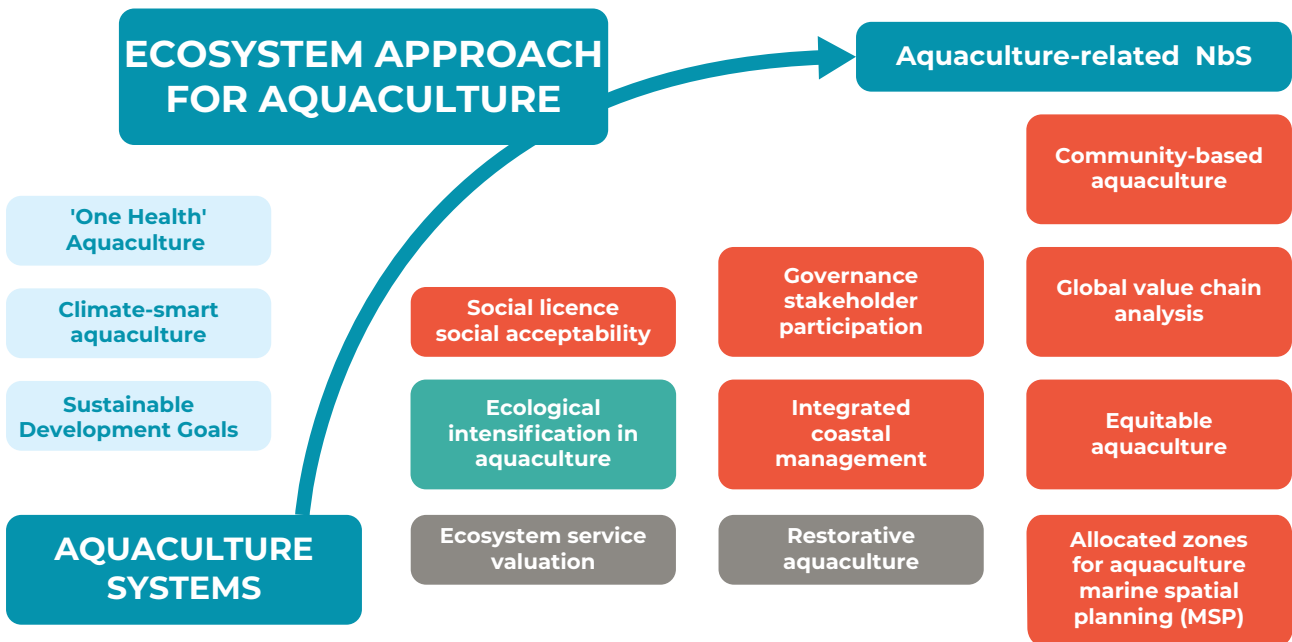 ECOSYSTEM APPROACH
FOR AQUACULTURE
Aquaculture-related NbS
'One Health'
Aquaculture
Climate-smart
aquaculture
Sustainable
Development Goals
AQUACULTURE
SYSTEMS
Social licence
social acceptability
Ecological
intensification in
aquaculture
Ecosystem service
valuation
Governance
stakeholder
participation
Integrated
coastal
management
Restorative
aquaculture
Community-based
aquaculture
Global value chain
analysis
Equitable
aquaculture
Allocated zones
for aquaculture
marine spatial
planning (MSP)